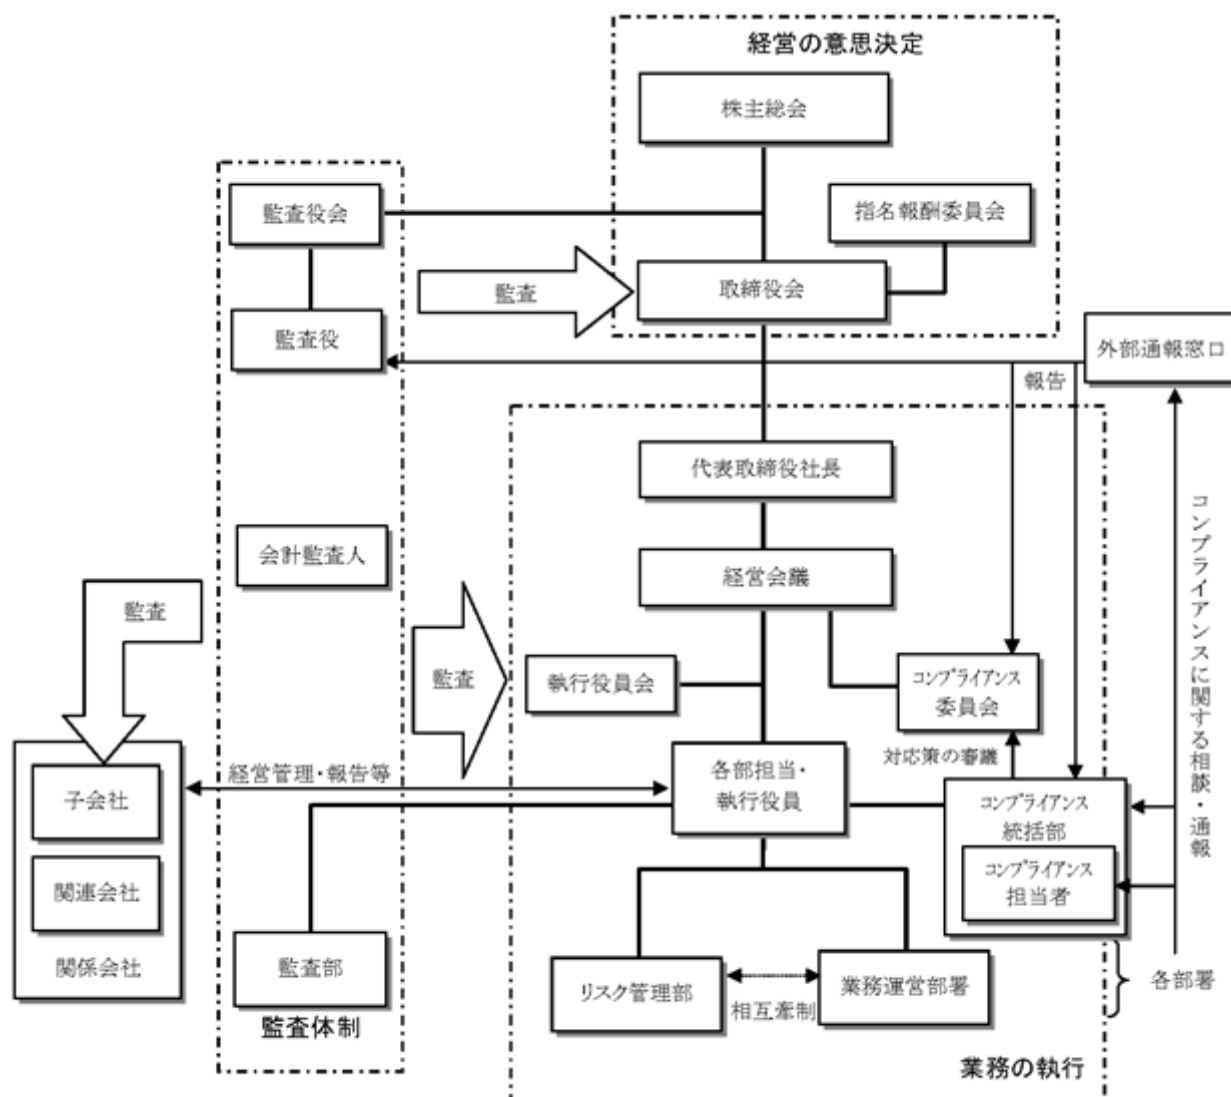 経営の意思決定
株主総会
監査役会
指名報酬委員会
監査
取締役会
監査役
外部通報窓口
報告
代表取締役社長
会計監査人
経営会議
監査
監査
執行役員会
コンプライアンス
委員会
コンプライアンスに関する相談・通報
対応策の審議
経営管理・報告等
各部担当・
執行役員
子会社
コンプライアンス
統括部
関連会社
コンプライアンス
担当者
関係会社
監査部
リスク管理部
相互牽制
業務運営部署
各部署
監査体制
業務の執行